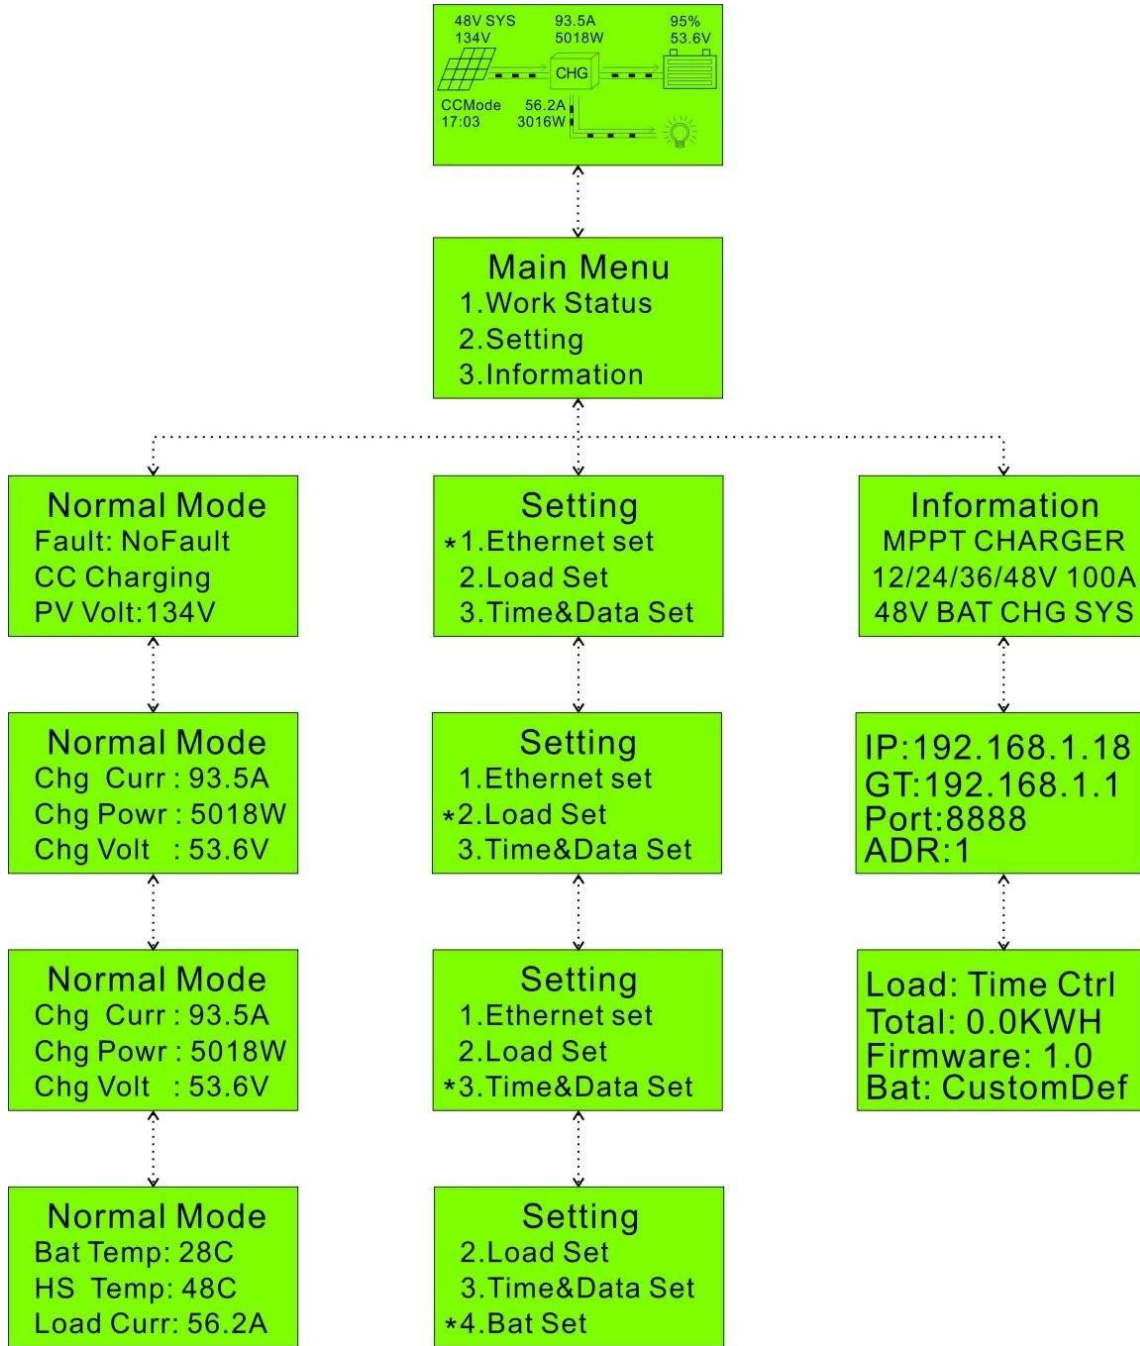 48V SYS 93.5A 95%
134V 5018W 53.6V
CHG
CCMode 56.2A
17:03 3016W
Main Menu
1.Work Status
2.Setting
3.Information
Normal Mode
Fault: NoFault
CC Charging
PV Volt:134V
Normal Mode
Chg Curr : 93.5A
Chg Powr : 5018W
Chg Volt : 53.6V
Normal Mode
Chg Curr : 93.5A
Chg Powr : 5018W
Chg Volt : 53.6V
Normal Mode
Bat Temp: 28C
HS Temp: 48C
Load Curr: 56.2A
Setting
*1.Ethernet set
2.Load Set
3.Time&Data Set
Setting
1.Ethernet set
*2.Load Set
3.Time&Data Set
Setting
1.Ethernet set
2.Load Set
*3.Time&Data Set
Setting
2.Load Set
3.Time&Data Set
*4.Bat Set
Information
MPPT CHARGER
12/24/36/48V 100A
48V BAT CHG SYS
IP:192.168.1.18
GT:192.168.1.1
Port:8888
ADR:1
Load: Time Ctrl
Total: 0.0KWH
Firmware: 1.0
Bat: CustomDef